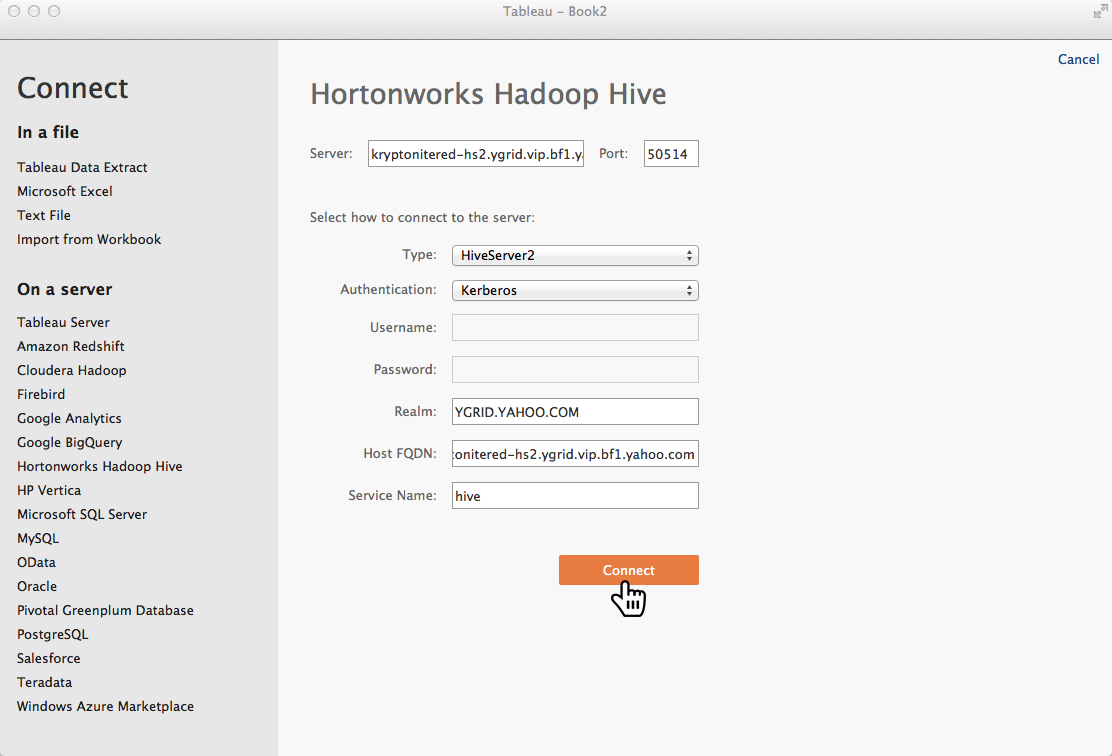 Tableau - Book2
Cancel
Connect
In a file
Tableau Data Extract
Microsoft Excel
Text File
Import from Workbook
On a server
Tableau Server
Amazon Redshift
Cloudera Hadoop
Firebird
Google Analytics
Google BigQuery
Hortonworks Hadoop Hive
HP Vertica
Microsoft SQL Server
MySQL
OData
Oracle
Pivotal Greenplum Database
PostgreSQL
Salesforce
Teradata
Windows Azure Marketplace
Hortonworks Hadoop Hive
Server: kryptonitered-hs2.ygrid.vip.bf1.ya Port: 50514
Select how to connect to the server:
Type: HiveServer2
Authentication: Kerberos
Username:
Password:
Realm: YGRID.YAHOO.COM
Host FQDN: tonitered-hs2.ygrid.vip.bf1.yahoo.com
Service Name: hive
Connect